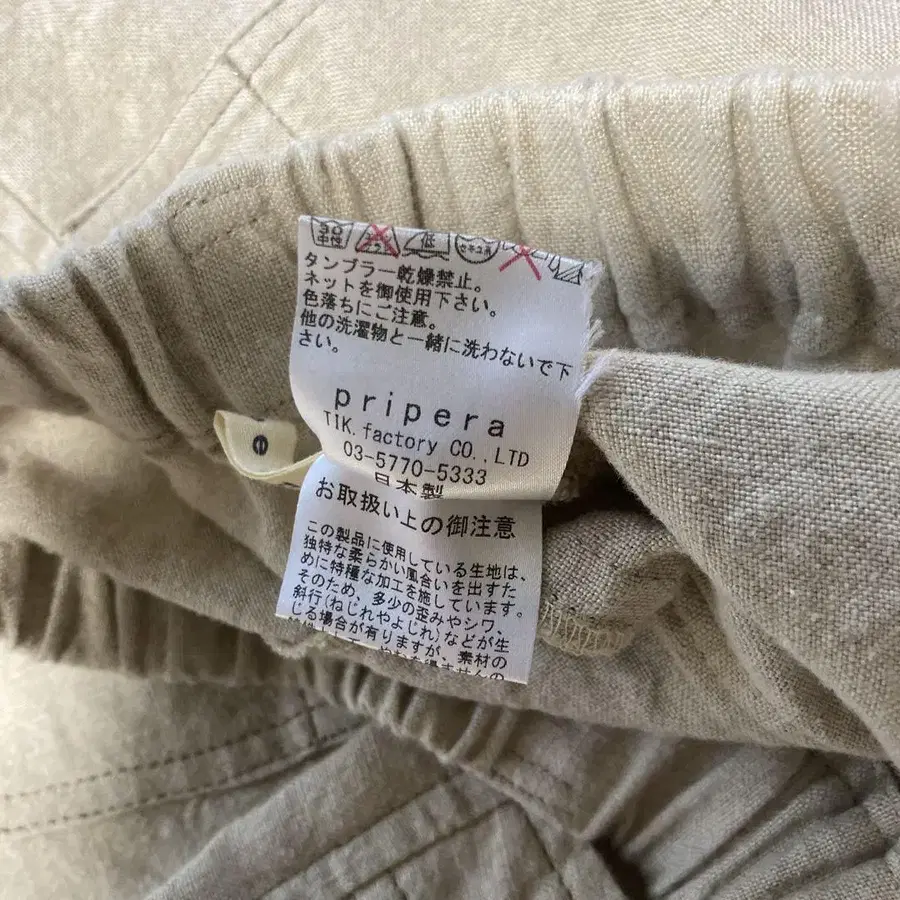 30
中性
低
タンブラー乾燥禁止。
ネットを御使用下さい。
色落ちにご注意。
他の洗濯物と一緒に洗わないで下
さい。
pripera
TIK.factory CO.,LTD
03-5770-5333
日本製
e
お取扱い上の御注意
この製品に使用している生地は、
独特な柔らかい風合いを出すた
めに特種な加工を施しています。
そのため、多少の歪みやシワ、
斜行(ねじれやよじれ)などが生
じる場合が有りますが、素材の